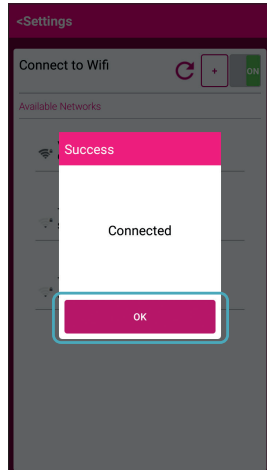 <Settings
Connect to Wifi
+
ON
Available Networks
Success
Connected
OK